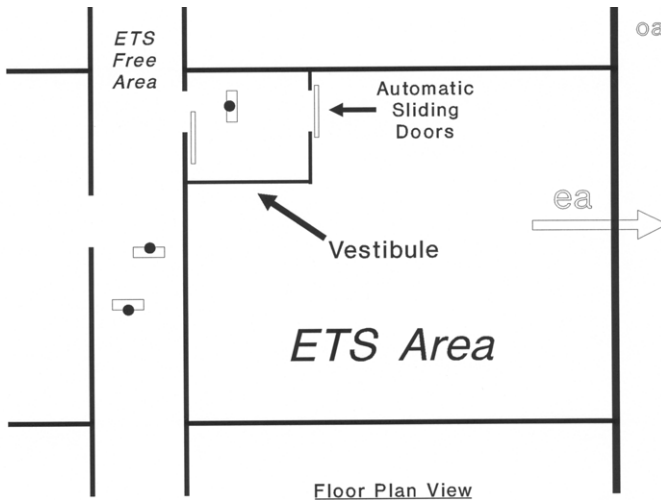 ETS
Free
Area
oa
Automatic
Sliding
Doors
ea
Vestibule
ETS Area
Floor Plan View